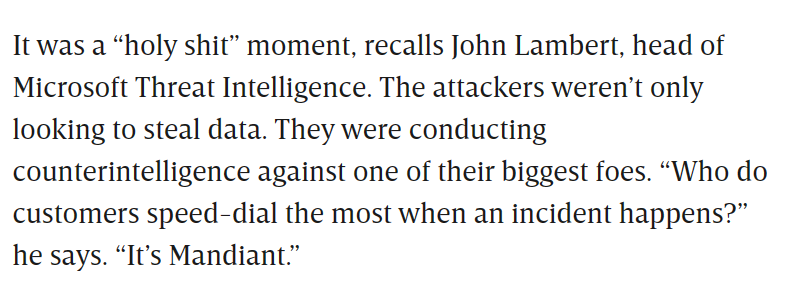 It was a “holy shit” moment, recalls John Lambert, head of
Microsoft Threat Intelligence. The attackers weren’t only
looking to steal data. They were conducting
counterintelligence against one of their biggest foes. “Who do
customers speed-dial the most when an incident happens?”
he says. “It’s Mandiant.”